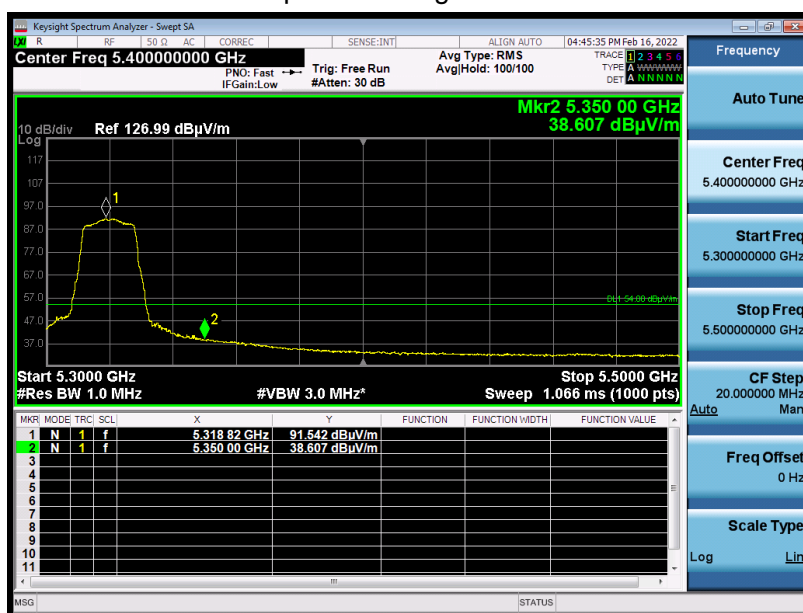 Keysight Spectrum Analyzer - Swept SA
LXI R RF 50 Ω AC CORREC SENSE:INT ALIGN AUTO 04:45:35 PM Feb 16, 2022
Center Freq 5.400000000 GHz
PNO: Fast
IFGain:Low
Trig: Free Run
#Atten: 30 dB
Avg Type: RMS
Avg|Hold: 100/100
TRACE 1 2 3 4 5 6
TYPE A WWWWW
DET A N N N N N
Mkr2 5.350 00 GHz
38.607 dBµV/m
10 dB/div Ref 126.99 dBµV/m
Log
117
107
97.0
87.0
77.0
67.0
57.0
47.0
37.0
1
2
DL1 54.00 dBµV/m
Start 5.3000 GHz Stop 5.5000 GHz
#Res BW 1.0 MHz #VBW 3.0 MHz* Sweep 1.066 ms (1000 pts)
MKR MODE TRC SCL X Y FUNCTION FUNCTION WIDTH FUNCTION VALUE
1 N 1 f 5.318 82 GHz 91.542 dBµV/m
2 N 1 f 5.350 00 GHz 38.607 dBµV/m
3
4
5
6
7
8
9
10
11
MSG STATUS
Frequency
Auto Tune
Center Freq
5.400000000 GHz
Start Freq
5.300000000 GHz
Stop Freq
5.500000000 GHz
CF Step
20.000000 MHz
Auto Man
Freq Offset
0 Hz
Scale Type
Log Lin